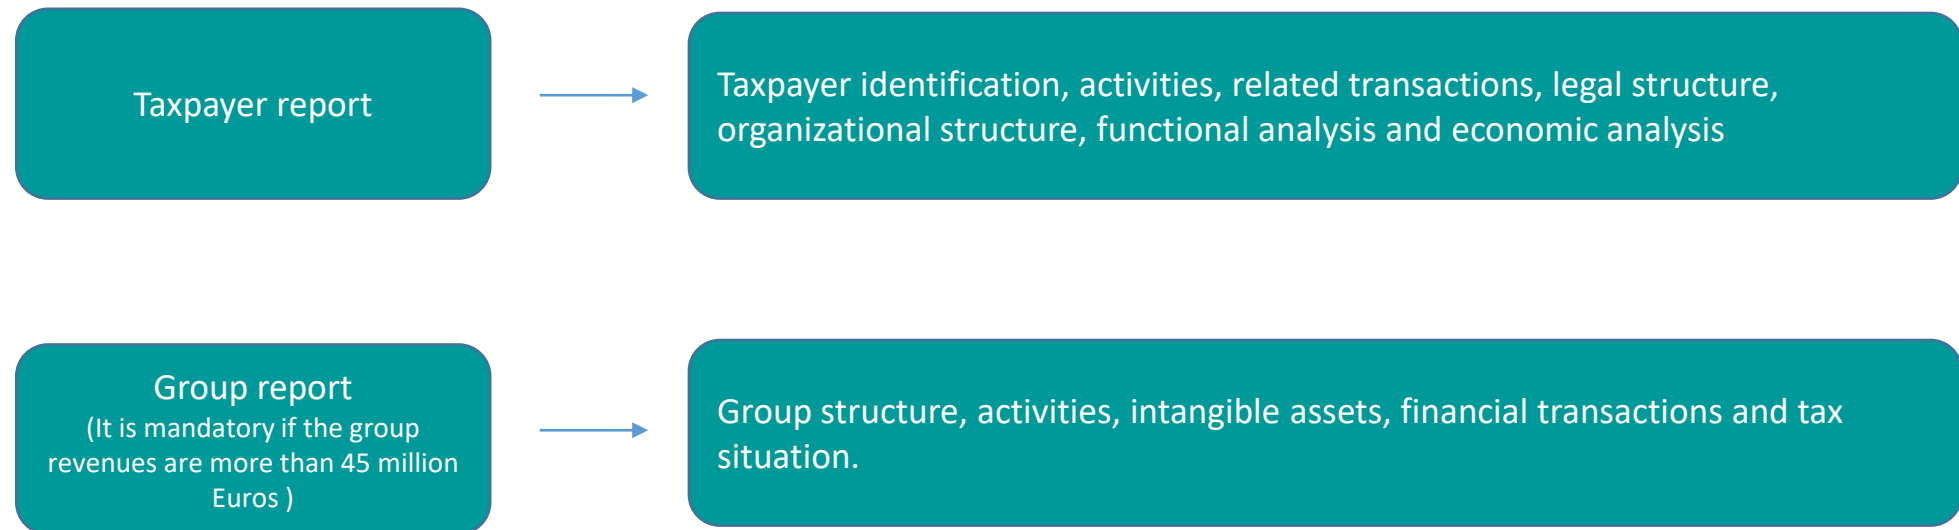 Taxpayer report
Taxpayer identification, activities, related transactions, legal structure,
organizational structure, functional analysis and economic analysis
Group report
(It is mandatory if the group
revenues are more than 45 million
Euros )
Group structure, activities, intangible assets, financial transactions and tax
situation.